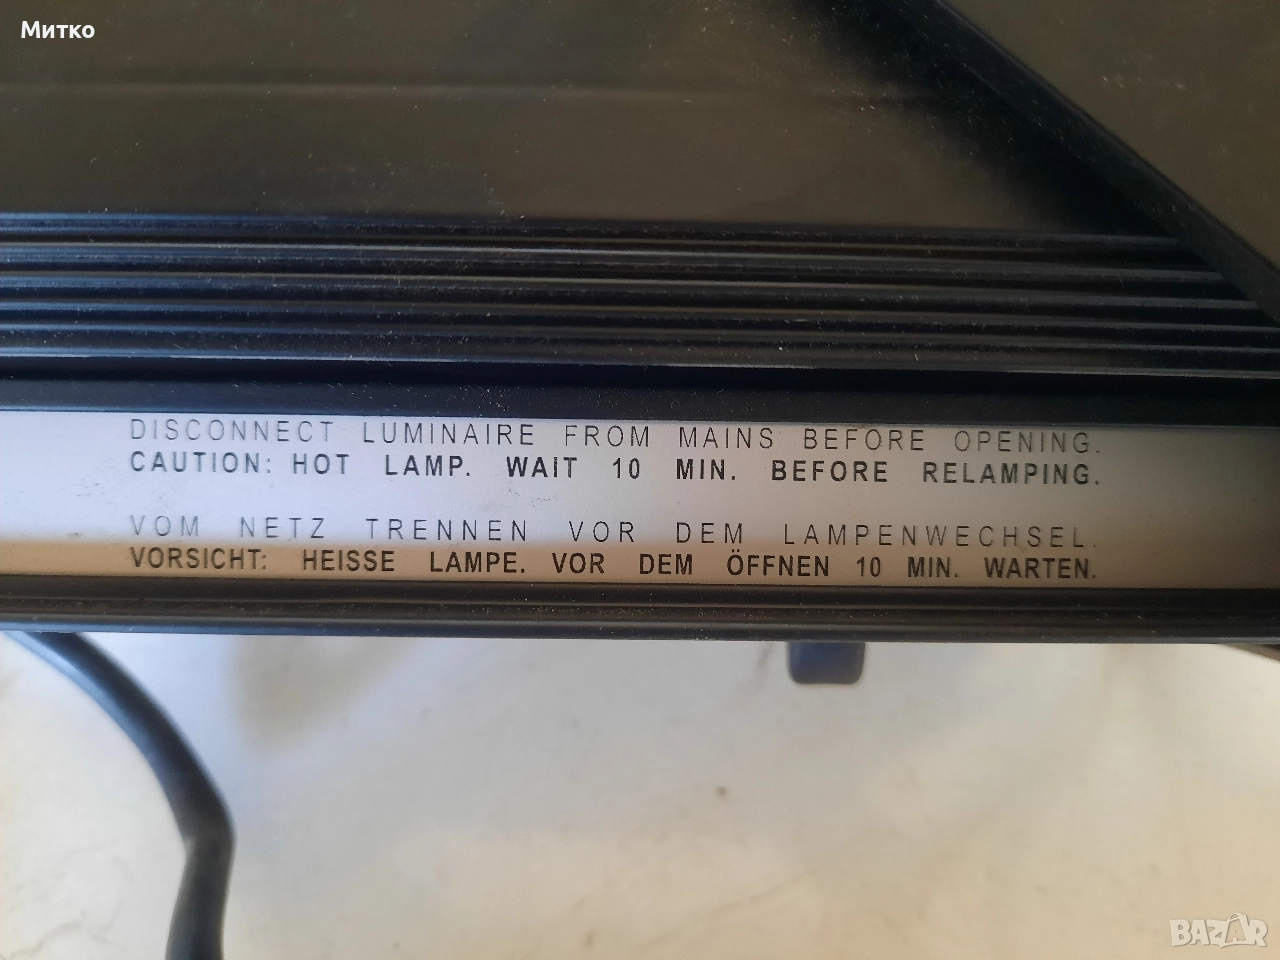 Митко
DISCONNECT LUMINAIRE FROM MAINS BEFORE OPENING.
CAUTION: HOT LAMP. WAIT 10 MIN. BEFORE RELAMPING.
VOM NETZ TRENNEN VOR DEM LAMPENWECHSEL.
VORSICHT: HEISSE LAMPE. VOR DEM ÖFFNEN 10 MIN. WARTEN.
BAZAR